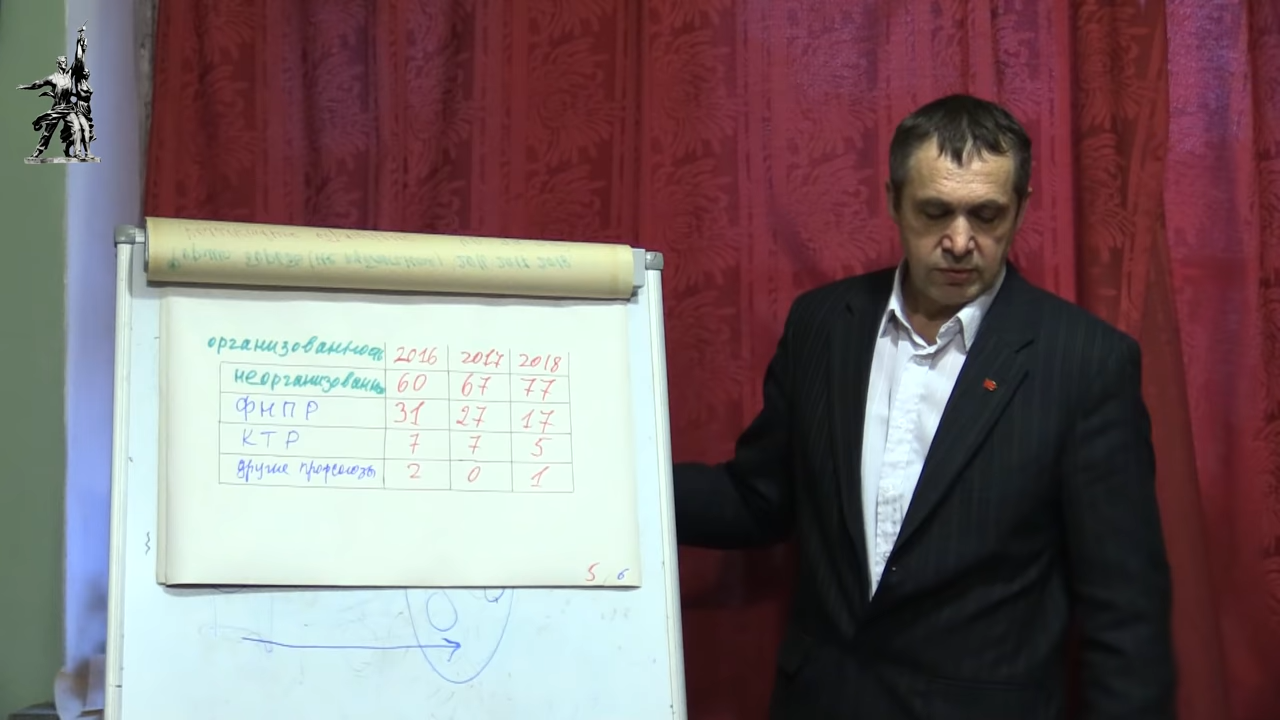 организованность 2016 2017 2018
неорганизованны 60 67 77
ФНПР 31 27 17
КТР 7 7 5
другие профсоюзы 2 0 1
5 6